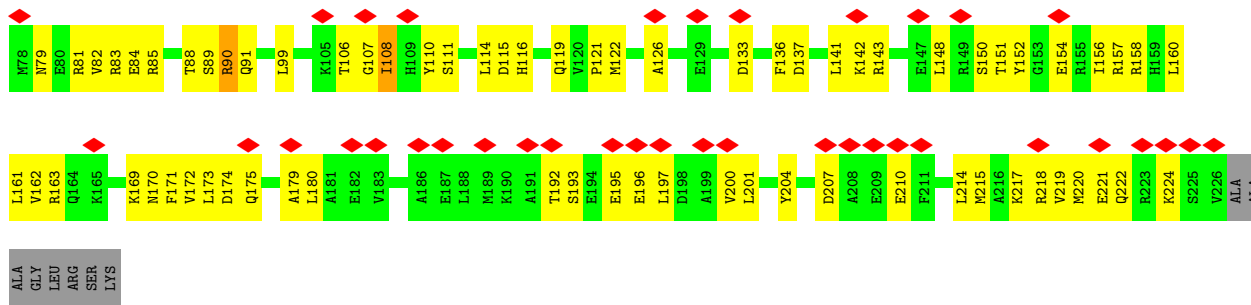 M78 N79 E80 R81 V82 R83 E84 R85 T88 S89 R90 Q91 L99 K105 T106 G107 I108 H109 Y110 S111 L114 D115 H116 Q119 V120 P121 M122 A126 E129 D133 F136 D137 L141 K142 R143 E147 L148 R149 S150 T151 Y152 G153 E154 R155 I156 R157 R158 H159 L160
L161 V162 R163 Q164 K165 K169 N170 F171 V172 L173 D174 Q175 A179 L180 A181 E182 V183 A186 E187 L188 M189 K190 A191 T192 S193 E194 E195 E196 L197 D198 A199 V200 L201 Y204 D207 A208 E209 E210 F211 L214 M215 A216 K217 R218 V219 M220 E221 Q222 R223 K224 S225 V226 ALA
ALA GLY LEU ARG SER LYS